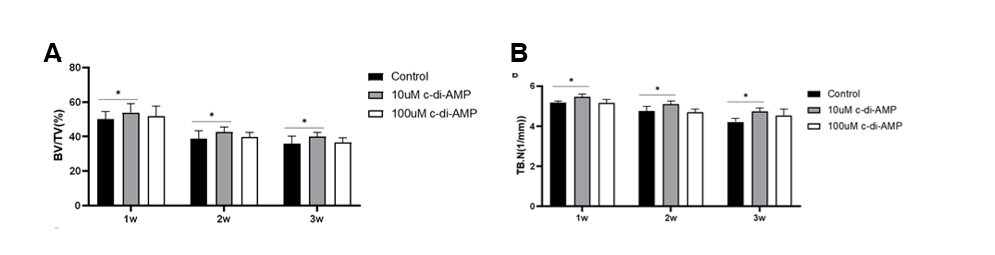 A
80
60
40
20
0
BV/TV(%)
*
*
*
1w
2w
3w
Control
10uM c-di-AMP
100uM c-di-AMP
B
6
4
2
0
TB.N(1/mm))
*
*
*
1w
2w
3w
Control
10uM c-di-AMP
100uM c-di-AMP